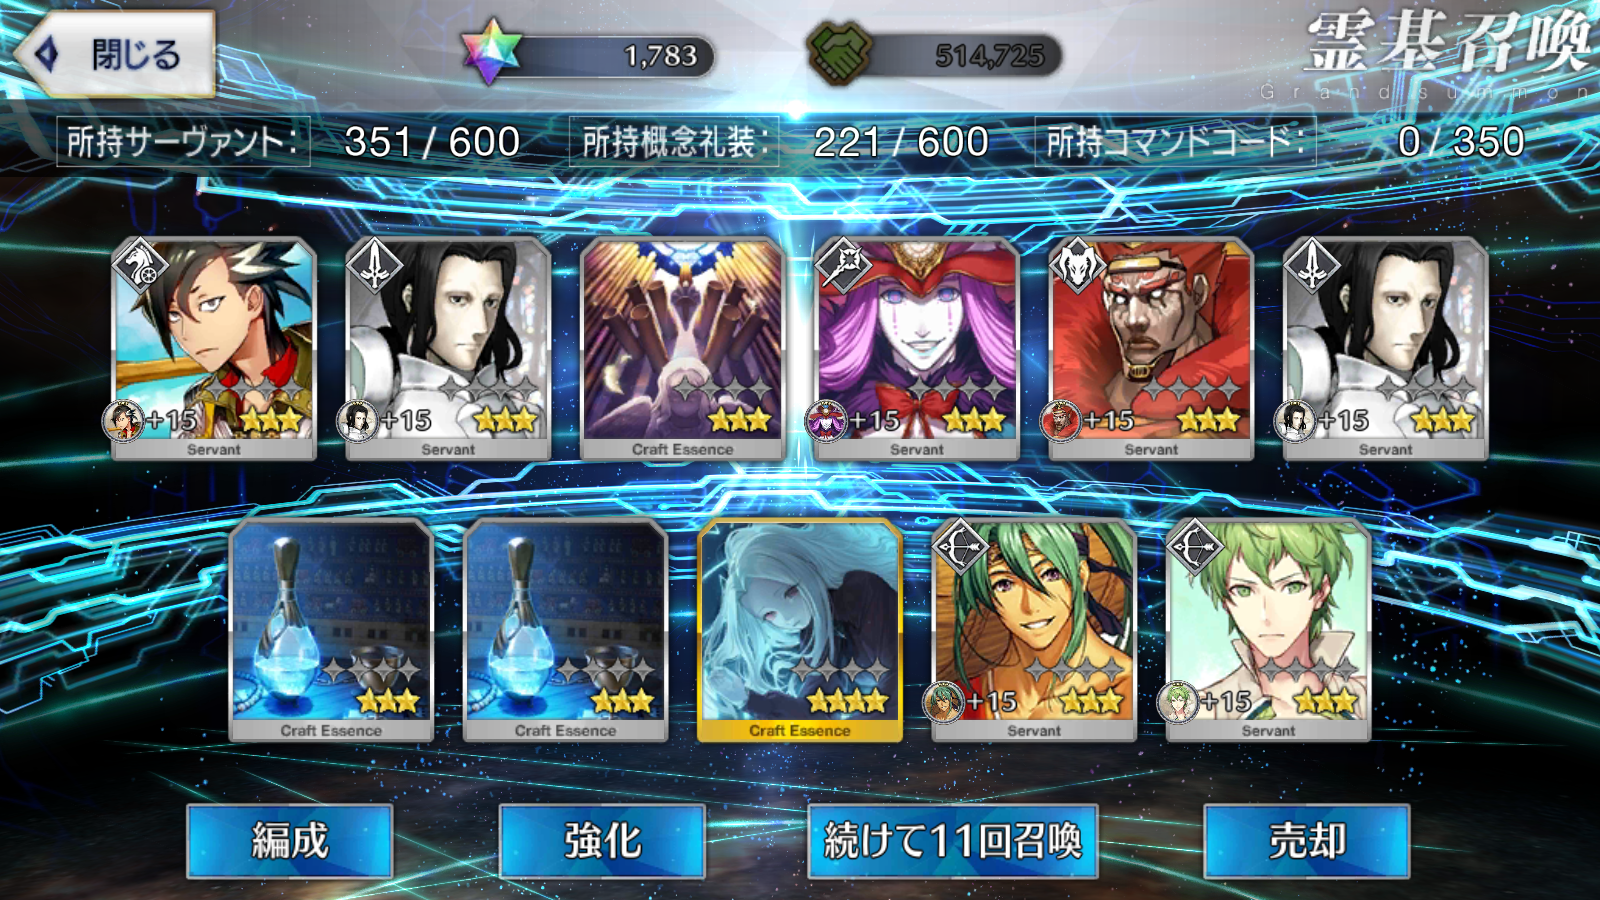 閉じる
1,783
514,725
霊基召喚
Grand summon
所持サーヴァント: 351 / 600
所持概念礼装: 221 / 600
所持コマンドコード: 0 / 350
+15
+15
+15
+15
+15
Servant
Servant
Craft Essence
Servant
Servant
Servant
+15
+15
Craft Essence
Craft Essence
Craft Essence
Servant
Servant
編成
強化
続けて11回召喚
売却